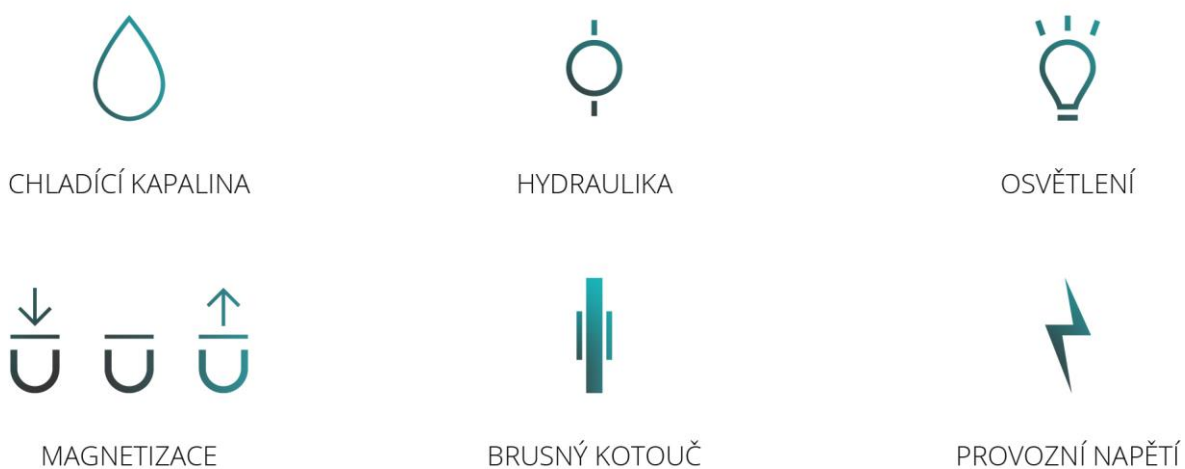 CHLADÍCÍ KAPALINA
HYDRAULIKA
OSVĚTLENÍ
MAGNETIZACE
BRUSNÝ KOTOUČ
PROVOZNÍ NAPĚTÍ